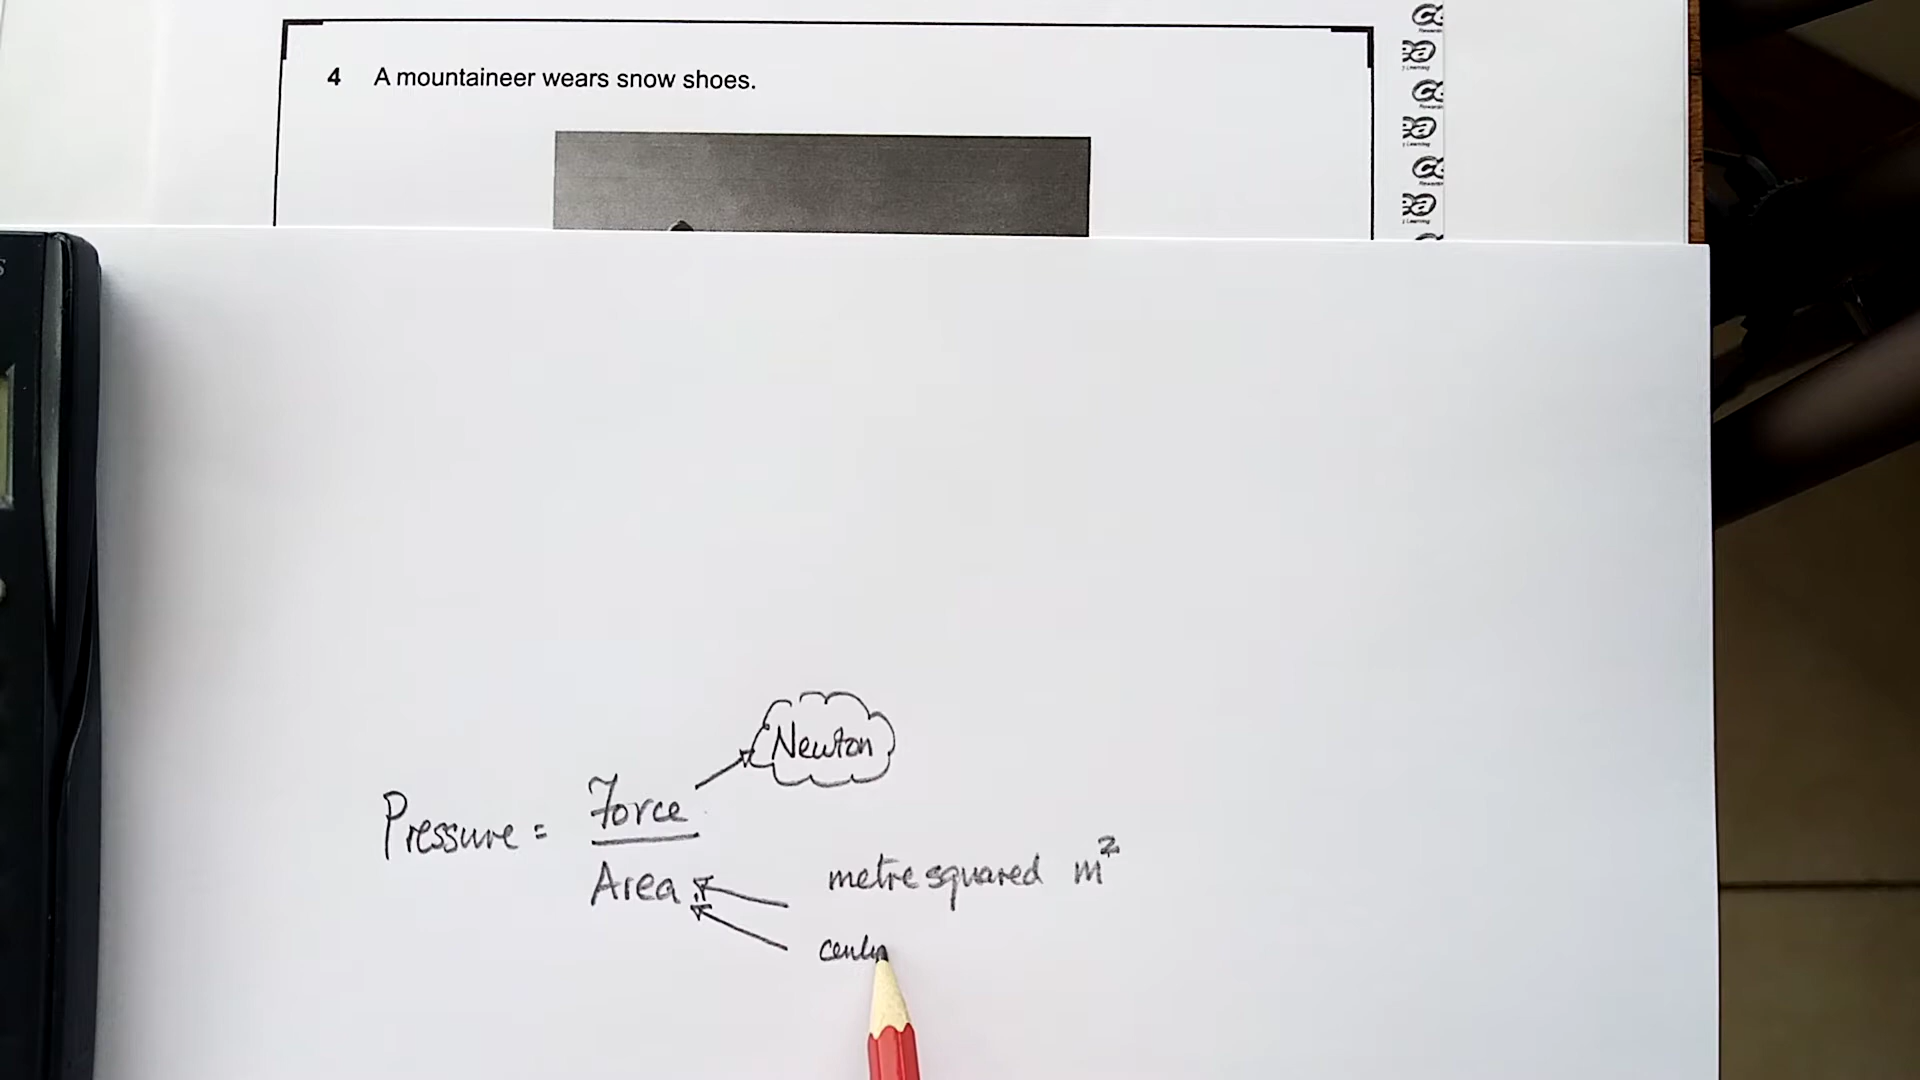 4 A mountaineer wears snow shoes.
Newton
Pressure = Force
Area
metre squared m²